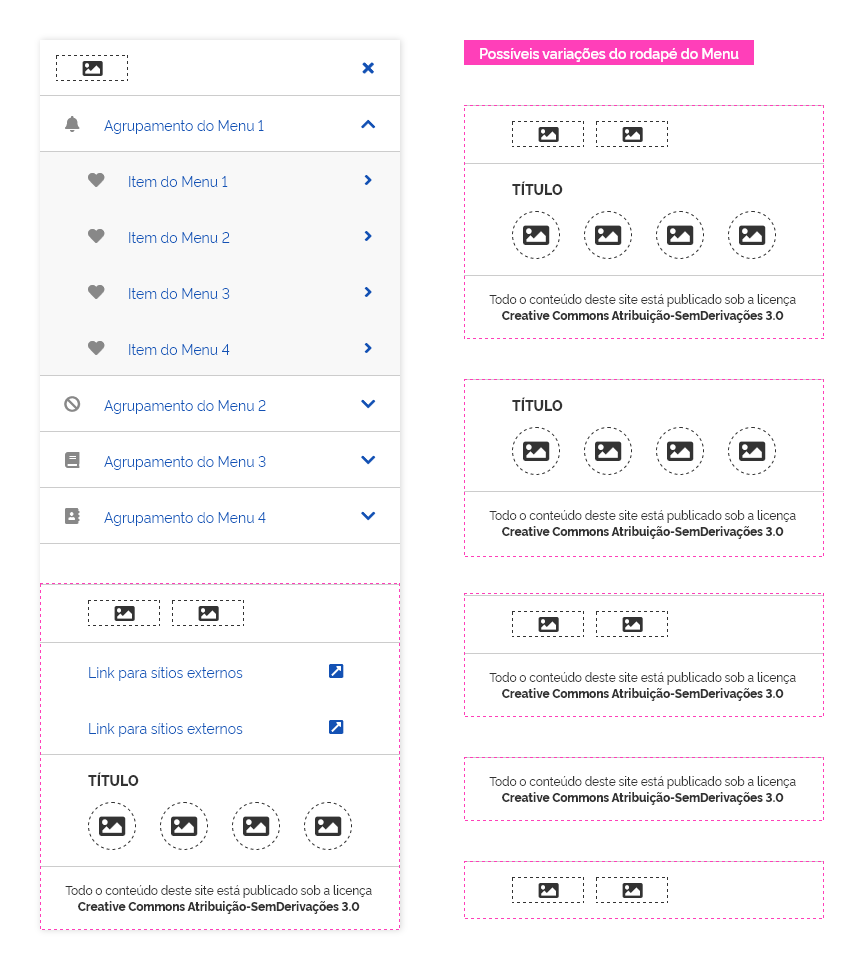 Agrupamento do Menu 1
Item do Menu 1
Item do Menu 2
Item do Menu 3
Item do Menu 4
Agrupamento do Menu 2
Agrupamento do Menu 3
Agrupamento do Menu 4
Link para sítios externos
Link para sítios externos
TÍTULO
Todo o conteúdo deste site está publicado sob a licença
Creative Commons Atribuição-SemDerivações 3.0
Possíveis variações do rodapé do Menu
TÍTULO
Todo o conteúdo deste site está publicado sob a licença
Creative Commons Atribuição-SemDerivações 3.0
TÍTULO
Todo o conteúdo deste site está publicado sob a licença
Creative Commons Atribuição-SemDerivações 3.0
Todo o conteúdo deste site está publicado sob a licença
Creative Commons Atribuição-SemDerivações 3.0
Todo o conteúdo deste site está publicado sob a licença
Creative Commons Atribuição-SemDerivações 3.0